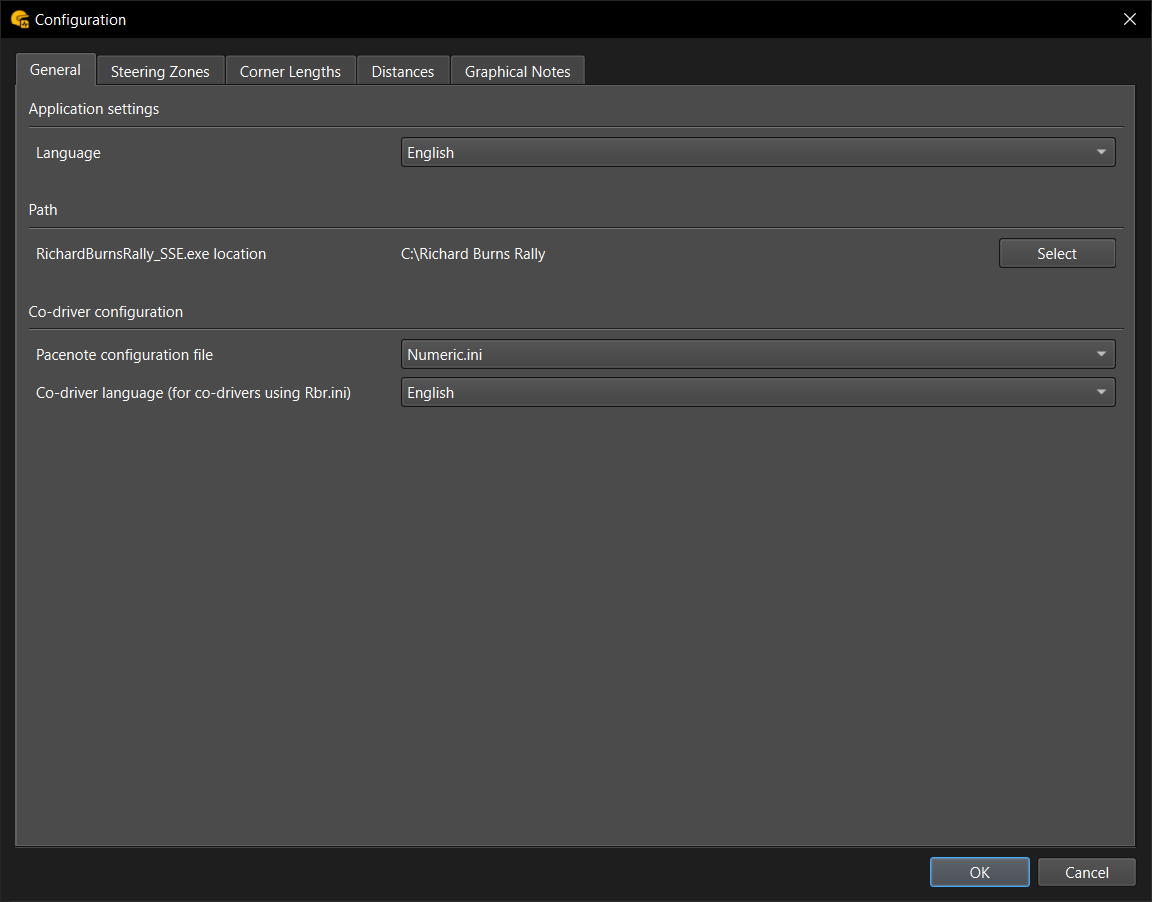 Configuration
General Steering Zones Corner Lengths Distances Graphical Notes
Application settings
Language English
Path
RichardBurnsRally_SSE.exe location C:\Richard Burns Rally Select
Co-driver configuration
Pacenote configuration file Numeric.ini
Co-driver language (for co-drivers using Rbr.ini) English
OK Cancel